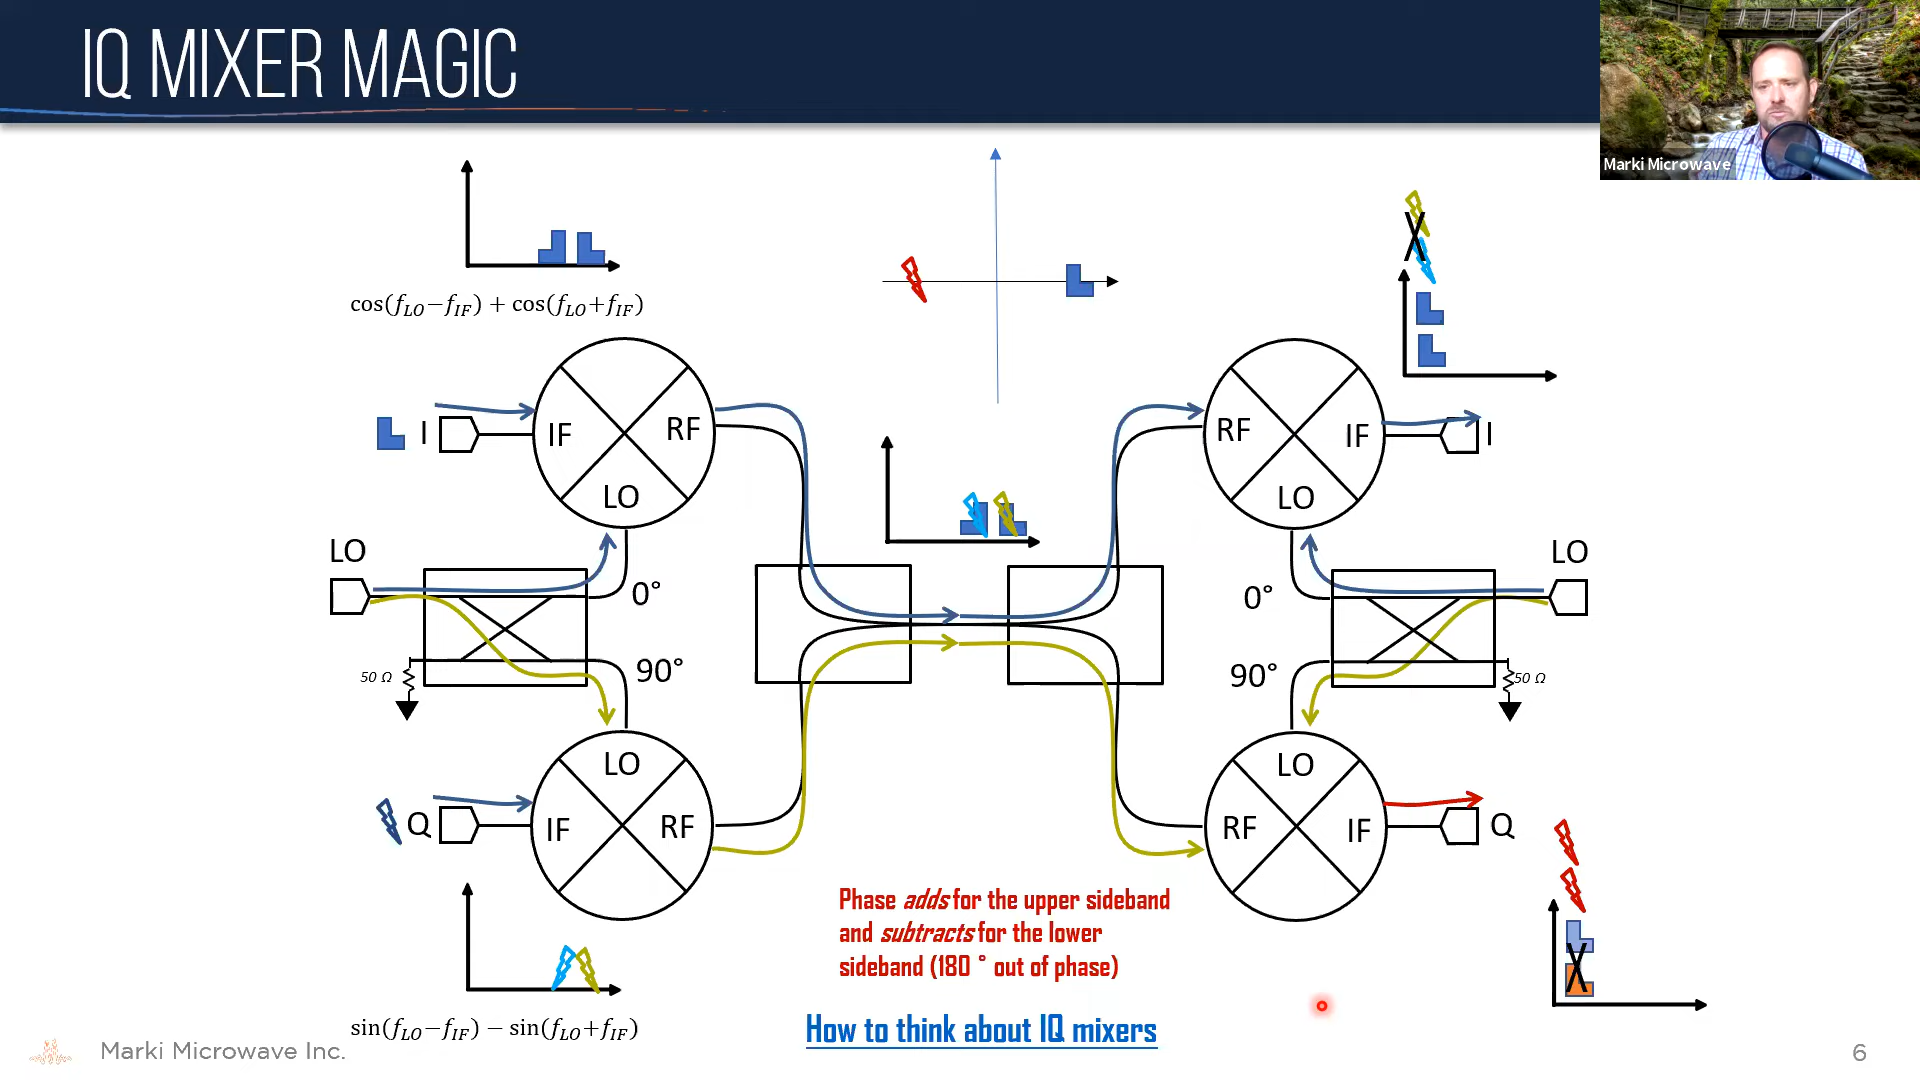 IQ MIXER MAGIC
Marki Microwave
cos(f_LO−f_IF) + cos(f_LO+f_IF)
I
IF
RF
LO
RF
IF
LO
I
LO
0°
0°
LO
50 Ω
90°
90°
50 Ω
LO
LO
Q
IF
RF
RF
IF
Q
Phase adds for the upper sideband
and subtracts for the lower
sideband (180 ° out of phase)
sin(f_LO−f_IF) − sin(f_LO+f_IF)
How to think about IQ mixers
Marki Microwave Inc.
6